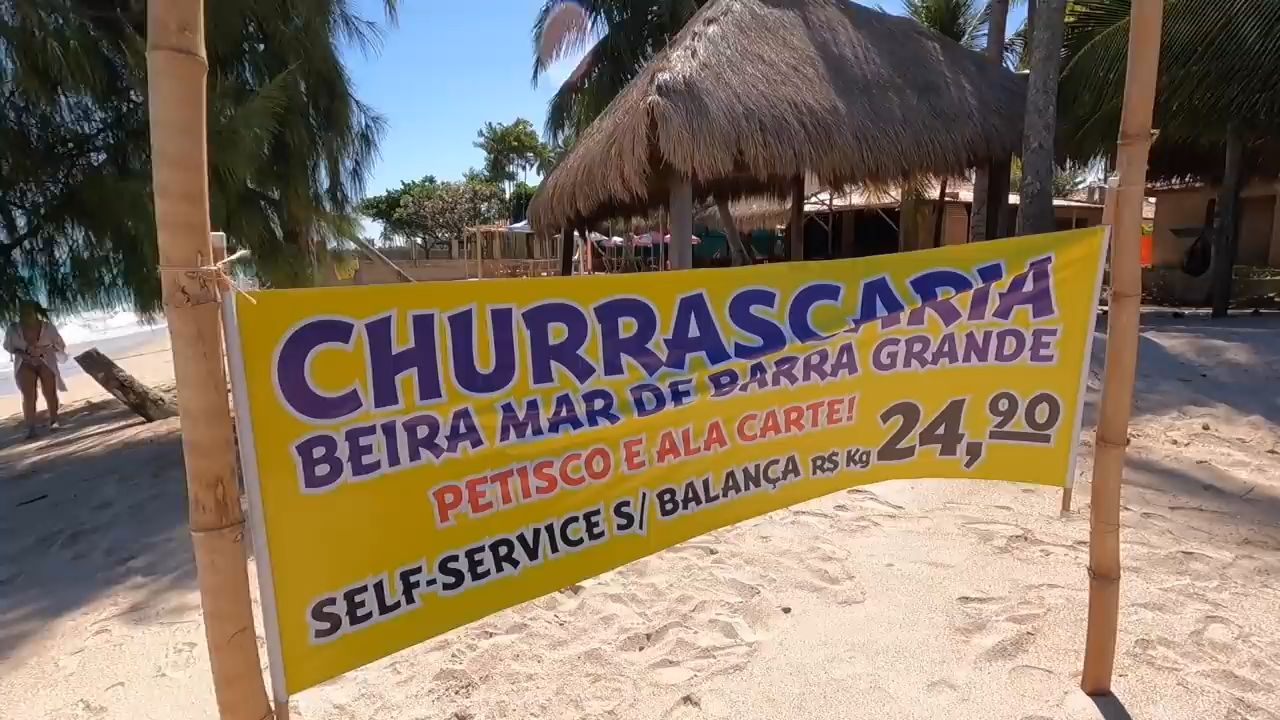 CHURRASCARIA
BEIRA MAR DE BARRA GRANDE
PETISCO E ALA CARTE!
SELF-SERVICE S/ BALANÇA R$ Kg 24,90